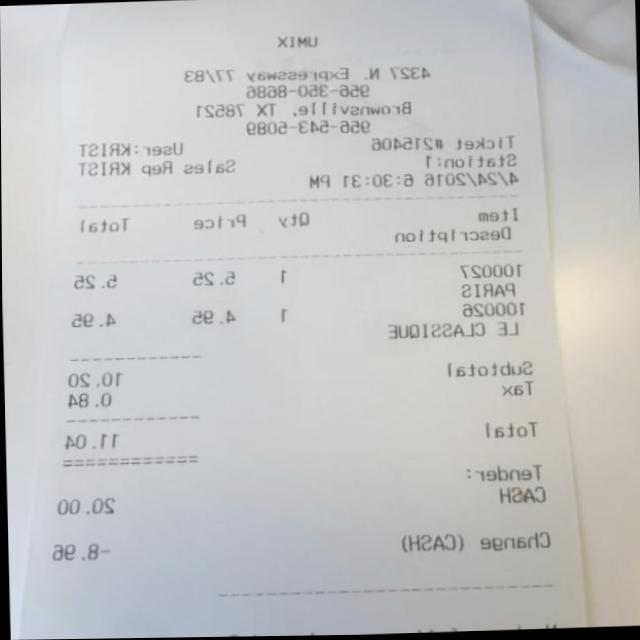 UMIX
4327 N. Expressway 77/83
956-350-8686
Brownsville, TX 78521
956-543-5089
Ticket #215406 User:KRIST
Station:1 Sales Rep KRIST
4/24/2016 6:30:31 PM
Item Qty Price Total
Description
100027 1 5.25 5.25
PARIS
100026 1 4.95 4.95
LE CLASSIQUE
Subtotal 10.20
Tax 0.84
Total 11.04
Tender:
CASH 20.00
Change (CASH) -8.96